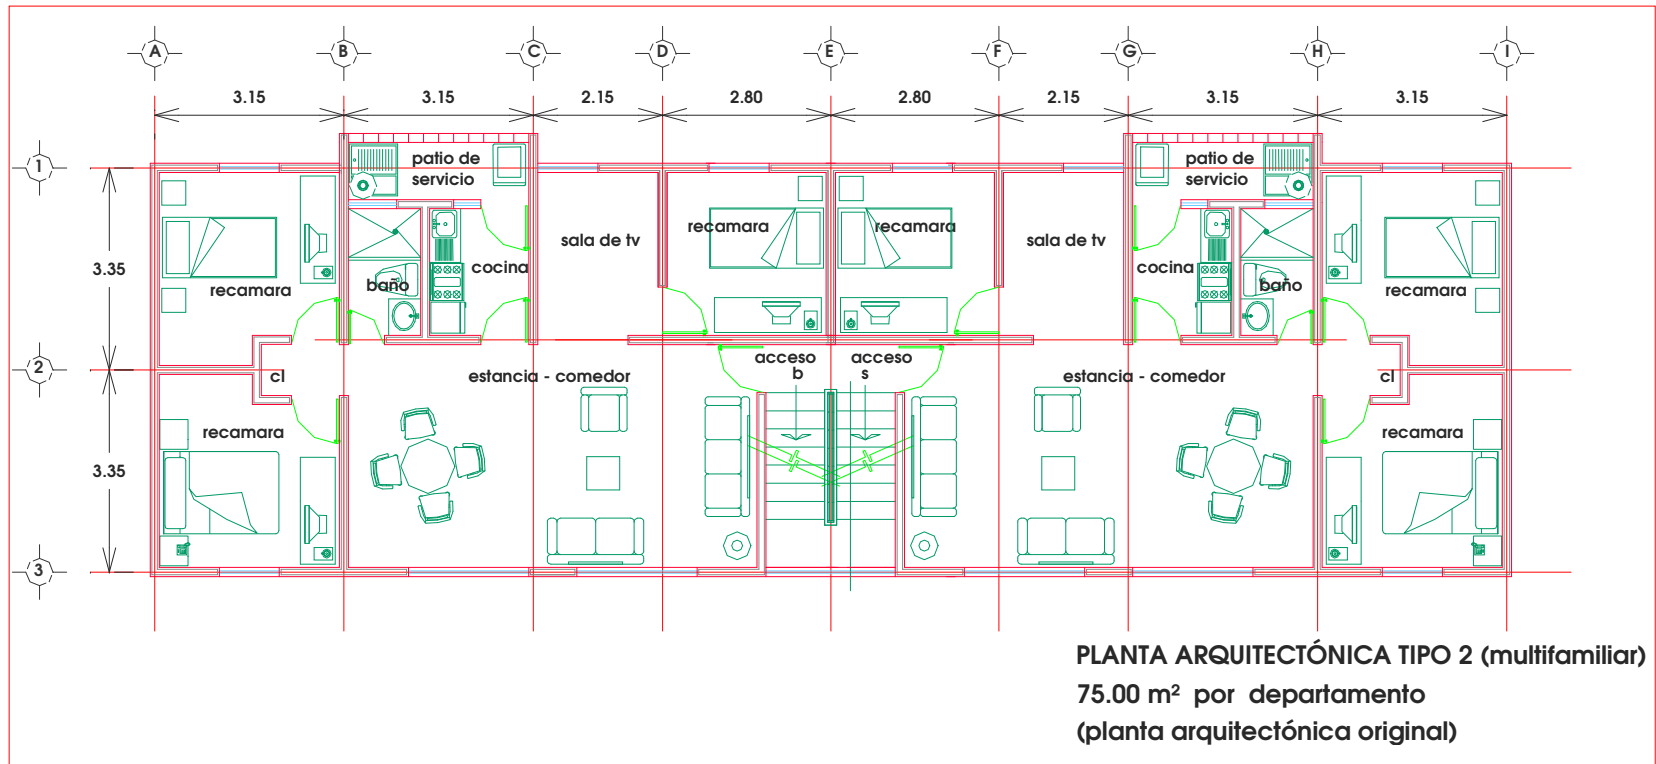 A B C D E F G H I
3.15 3.15 2.15 2.80 2.80 2.15 3.15 3.15
1
patio de
servicio
patio de
servicio
recamara
recamara
sala de tv
sala de tv
cocina
cocina
baño
baño
recamara
recamara
3.35
2
acceso
b
acceso
s
cl
estancia - comedor
estancia - comedor
cl
recamara
recamara
3.35
3
PLANTA ARQUITECTÓNICA TIPO 2 (multifamiliar)
75.00 m² por departamento
(planta arquitectónica original)